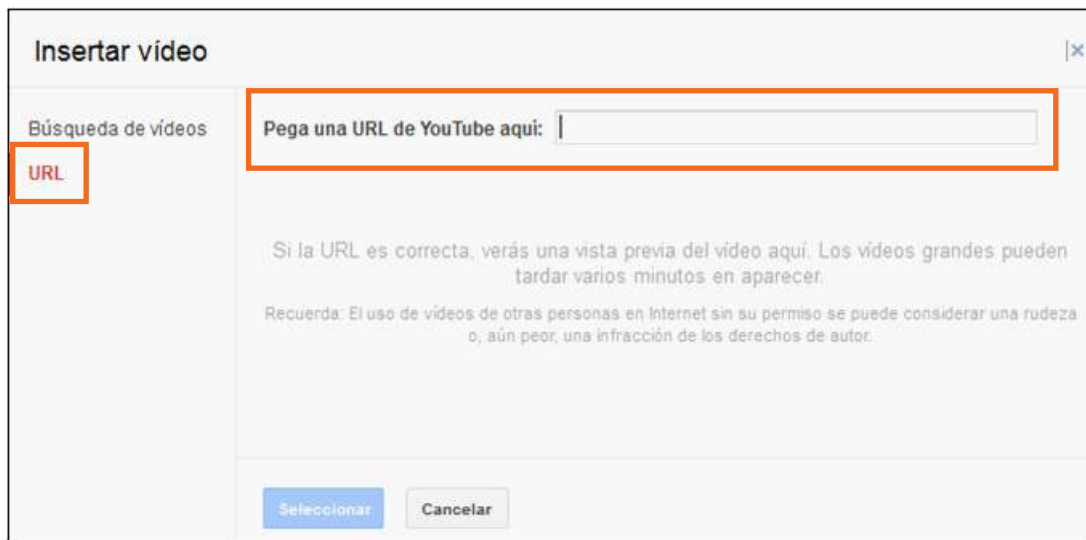 Insertar vídeo
Búsqueda de vídeos
URL
Pega una URL de YouTube aquí:
Si la URL es correcta, verás una vista previa del vídeo aquí. Los vídeos grandes pueden
tardar varios minutos en aparecer.
Recuerda: El uso de vídeos de otras personas en Internet sin su permiso se puede considerar una rudeza
o, aún peor, una infracción de los derechos de autor.
Seleccionar
Cancelar